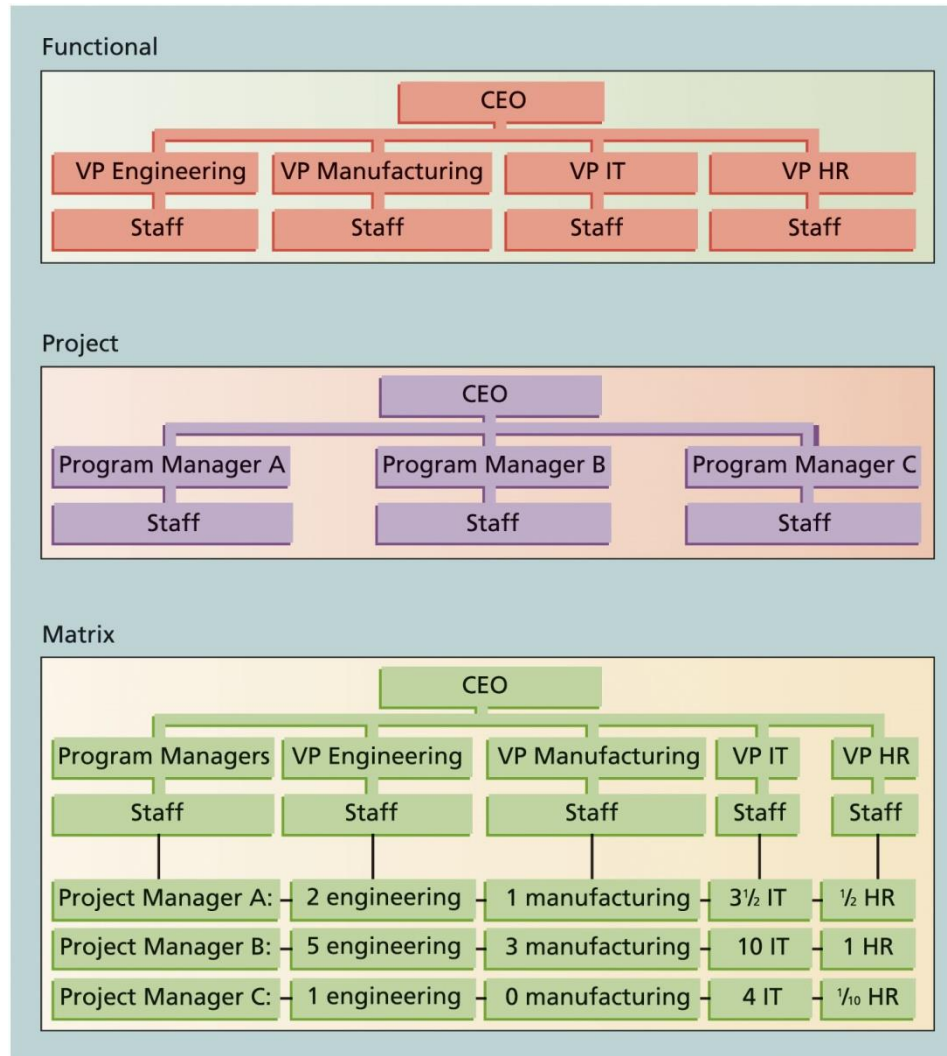 Functional
CEO
VP Engineering VP Manufacturing VP IT VP HR
Staff Staff Staff Staff
Project
CEO
Program Manager A Program Manager B Program Manager C
Staff Staff Staff
Matrix
CEO
Program Managers VP Engineering VP Manufacturing VP IT VP HR
Staff Staff Staff Staff Staff
Project Manager A: 2 engineering 1 manufacturing 3½ IT ½ HR
Project Manager B: 5 engineering 3 manufacturing 10 IT 1 HR
Project Manager C: 1 engineering 0 manufacturing 4 IT ⅒ HR